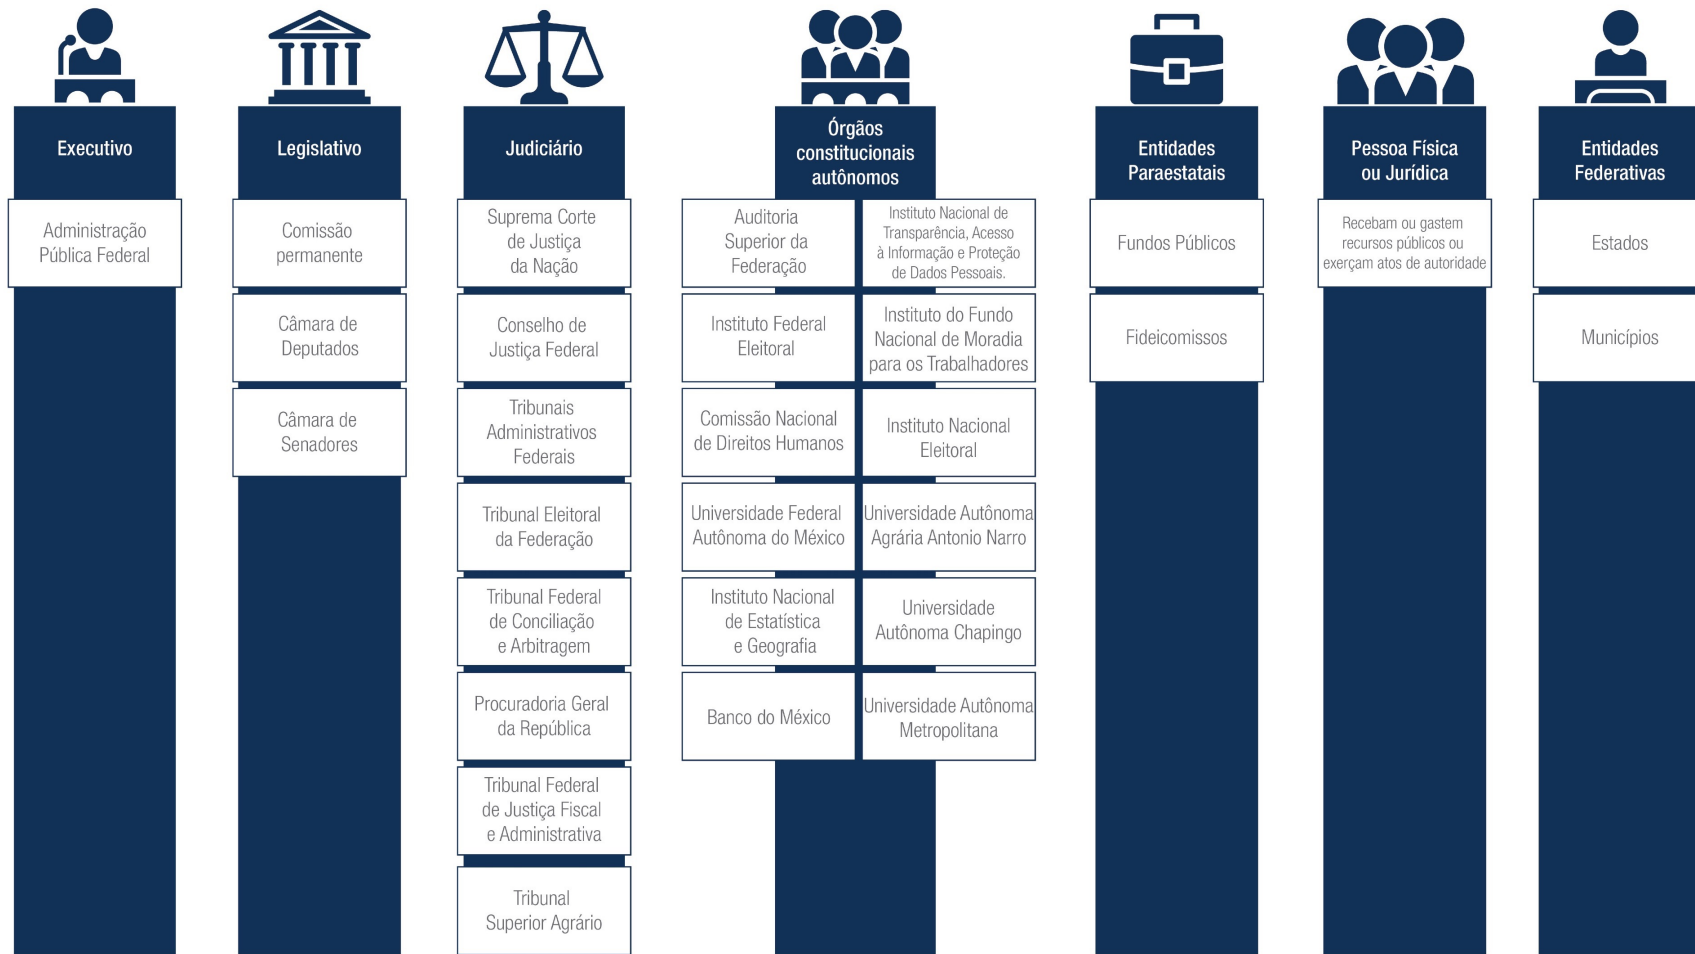 Executivo
Administração
Pública Federal
Legislativo
Comissão
permanente
Câmara de
Deputados
Câmara de
Senadores
Judiciário
Suprema Corte
de Justiça
da Nação
Conselho de
Justiça Federal
Tribunais
Administrativos
Federais
Tribunal Eleitoral
da Federação
Tribunal Federal
de Conciliação
e Arbitragem
Procuradoria Geral
da República
Tribunal Federal
de Justiça Fiscal
e Administrativa
Tribunal
Superior Agrário
Órgãos
constitucionais
autônomos
Auditoria
Superior da
Federação
Instituto Federal
Eleitoral
Comissão Nacional
de Direitos Humanos
Universidade Federal
Autônoma do México
Instituto Nacional
de Estatística
e Geografia
Banco do México
Instituto Nacional de
Transparência, Acesso
à Informação e Proteção
de Dados Pessoais.
Instituto do Fundo
Nacional de Moradia
para os Trabalhadores
Instituto Nacional
Eleitoral
Universidade Autônoma
Agrária Antonio Narro
Universidade
Autônoma Chapingo
Universidade Autônoma
Metropolitana
Entidades
Paraestatais
Fundos Públicos
Fideicomissos
Pessoa Física
ou Jurídica
Recebam ou gastem
recursos públicos ou
exerçam atos de autoridade
Entidades
Federativas
Estados
Municípios